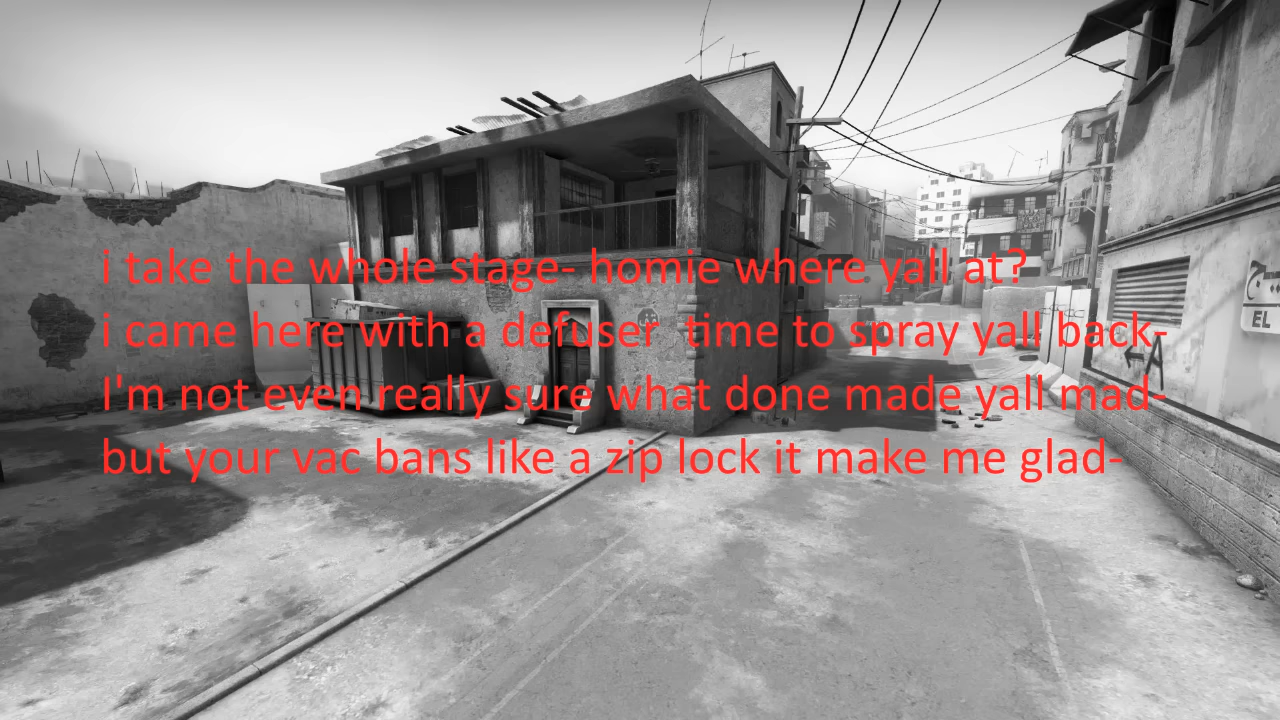 i take the whole stage- homie where yall at?
i came here with a defuser  time to spray yall back-
I'm not even really sure what done made yall mad-
but your vac bans like a zip lock it make me glad-
EL
←A